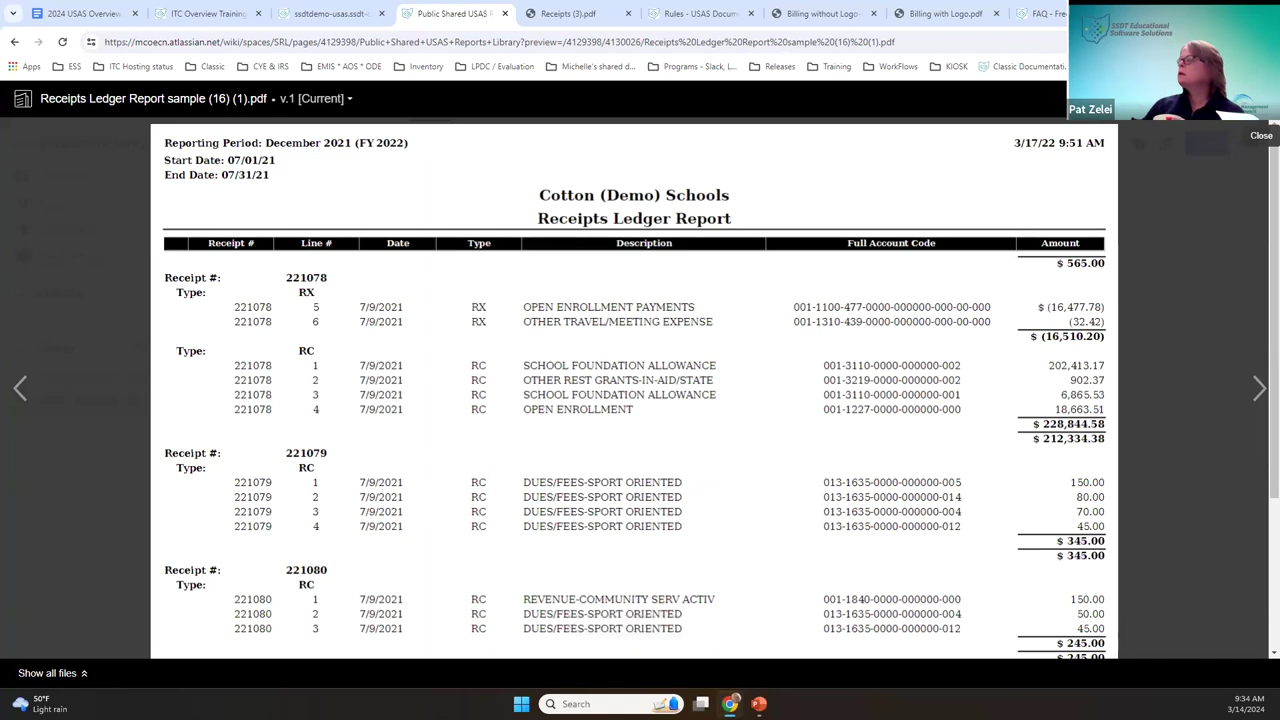 2024 USAS Overview
ITC Overview Training
ssdtdemo-usas.ssdt
Public Shared USAS R
Receipts (3).pdf
Rules - USAS Docume
Billing without Logo
Billing with Logo.pdf
FAQ - Fre
https://mcoecn.atlassian.net/wiki/spaces/SRL/pages/4129398/Public+Shared+USAS+Reports+Library?preview=/4129398/4130026/Receipts%20Ledger%20Report%20sample%20(16)%20(1).pdf
Apps ESS ITC Hosting status Classic CYE & IRS EMIS * AOS * ODE Inventory LPDC / Evaluation Michelle's shared d... Programs - Slack, L... Releases Training WorkFlows KIOSK Classic Documentati...
SSDT Educational
Software Solutions
Pat Zelei
Receipts Ledger Report sample (16) (1).pdf • v.1 [Current]
Close
Reporting Period: December 2021 (FY 2022) 3/17/22 9:51 AM
Start Date: 07/01/21
End Date: 07/31/21
Cotton (Demo) Schools
Receipts Ledger Report
Receipt # Line # Date Type Description Full Account Code Amount
$ 565.00
Receipt #: 221078
Type: RX
221078 5 7/9/2021 RX OPEN ENROLLMENT PAYMENTS 001-1100-477-0000-000000-000-00-000 $ (16,477.78)
221078 6 7/9/2021 RX OTHER TRAVEL/MEETING EXPENSE 001-1310-439-0000-000000-000-00-000 (32.42)
$ (16,510.20)
Type: RC
221078 1 7/9/2021 RC SCHOOL FOUNDATION ALLOWANCE 001-3110-0000-000000-002 202,413.17
221078 2 7/9/2021 RC OTHER REST GRANTS-IN-AID/STATE 001-3219-0000-000000-002 902.37
221078 3 7/9/2021 RC SCHOOL FOUNDATION ALLOWANCE 001-3110-0000-000000-001 6,865.53
221078 4 7/9/2021 RC OPEN ENROLLMENT 001-1227-0000-000000-000 18,663.51
$ 228,844.58
$ 212,334.38
Receipt #: 221079
Type: RC
221079 1 7/9/2021 RC DUES/FEES-SPORT ORIENTED 013-1635-0000-000000-005 150.00
221079 2 7/9/2021 RC DUES/FEES-SPORT ORIENTED 013-1635-0000-000000-014 80.00
221079 3 7/9/2021 RC DUES/FEES-SPORT ORIENTED 013-1635-0000-000000-004 70.00
221079 4 7/9/2021 RC DUES/FEES-SPORT ORIENTED 013-1635-0000-000000-012 45.00
$ 345.00
$ 345.00
Receipt #: 221080
Type: RC
221080 1 7/9/2021 RC REVENUE-COMMUNITY SERV ACTIV 001-1840-0000-000000-000 150.00
221080 2 7/9/2021 RC DUES/FEES-SPORT ORIENTED 013-1635-0000-000000-004 50.00
221080 3 7/9/2021 RC DUES/FEES-SPORT ORIENTED 013-1635-0000-000000-012 45.00
$ 245.00
$ 245.00
Show all files
50°F
Light rain
Search
9:34 AM
3/14/2024